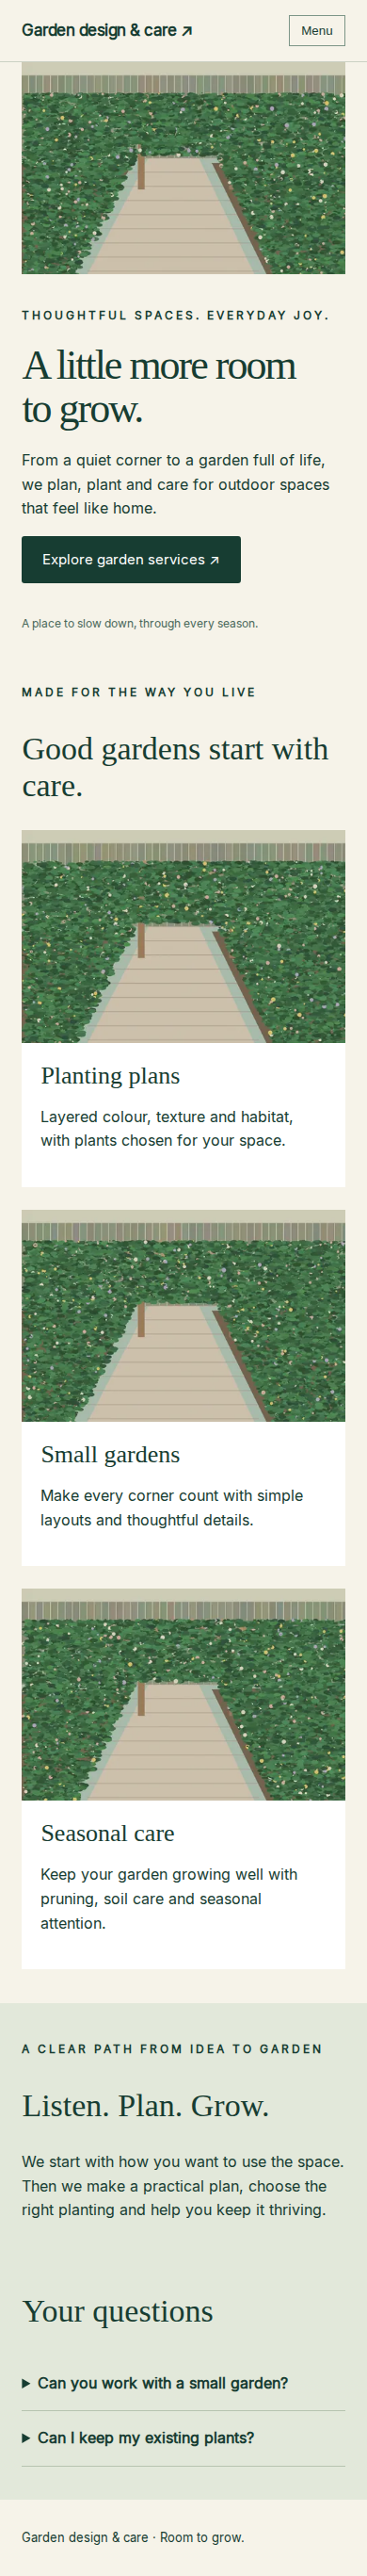 Garden design & care ↗
Menu
THOUGHTFUL SPACES. EVERYDAY JOY.
A little more room
to grow.
From a quiet corner to a garden full of life,
we plan, plant and care for outdoor spaces
that feel like home.
Explore garden services ↗
A place to slow down, through every season.
MADE FOR THE WAY YOU LIVE
Good gardens start with
care.
Planting plans
Layered colour, texture and habitat,
with plants chosen for your space.
Small gardens
Make every corner count with simple
layouts and thoughtful details.
Seasonal care
Keep your garden growing well with
pruning, soil care and seasonal
attention.
A CLEAR PATH FROM IDEA TO GARDEN
Listen. Plan. Grow.
We start with how you want to use the space.
Then we make a practical plan, choose the
right planting and help you keep it thriving.
Your questions
Can you work with a small garden?
Can I keep my existing plants?
Garden design & care · Room to grow.